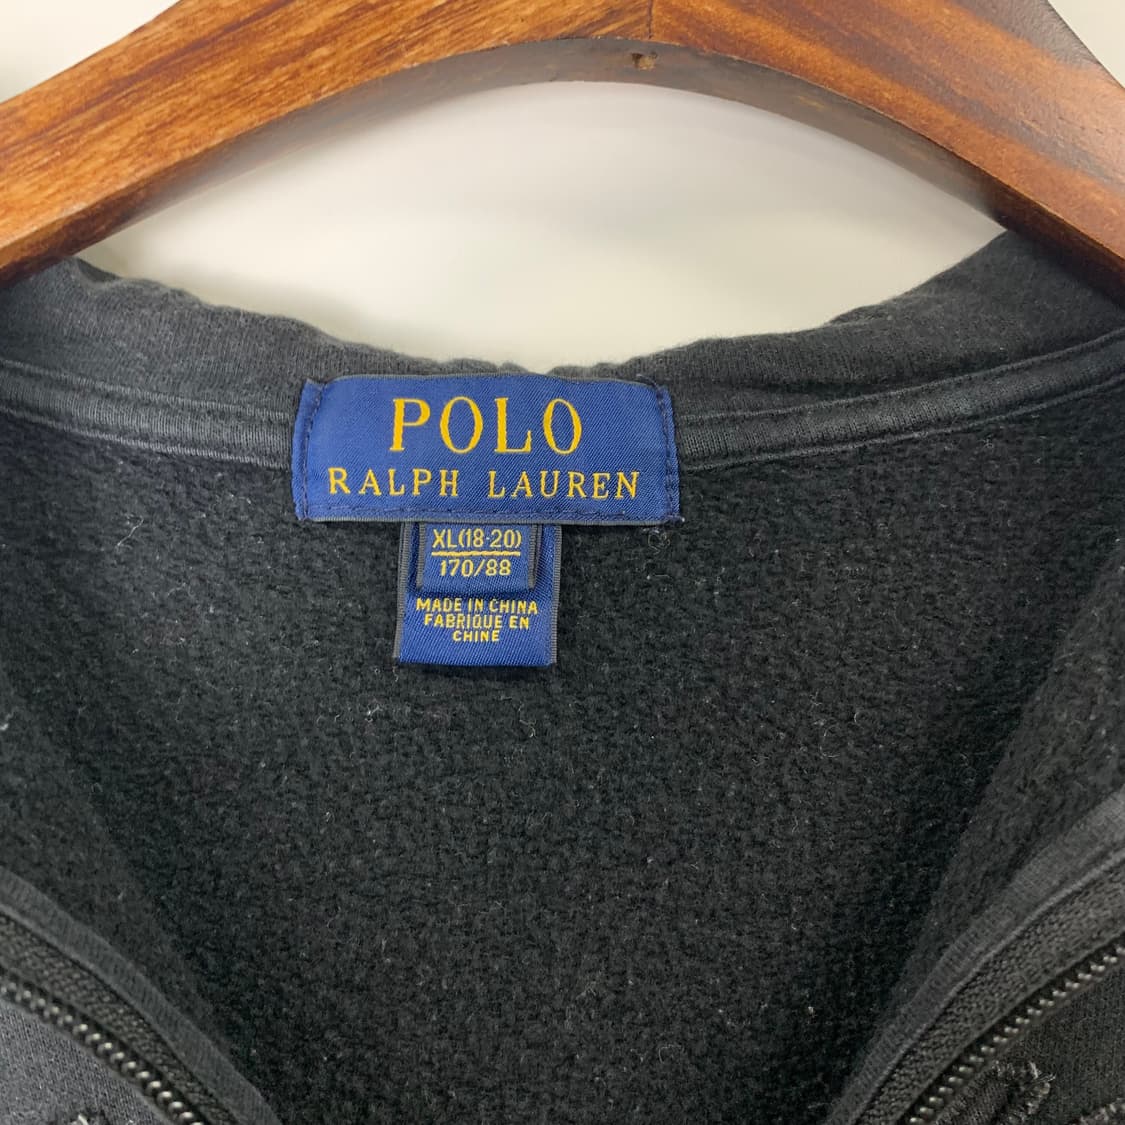 POLO
RALPH LAUREN
XL(18-20)
170/88
MADE IN CHINA
FABRIQUE EN
CHINE